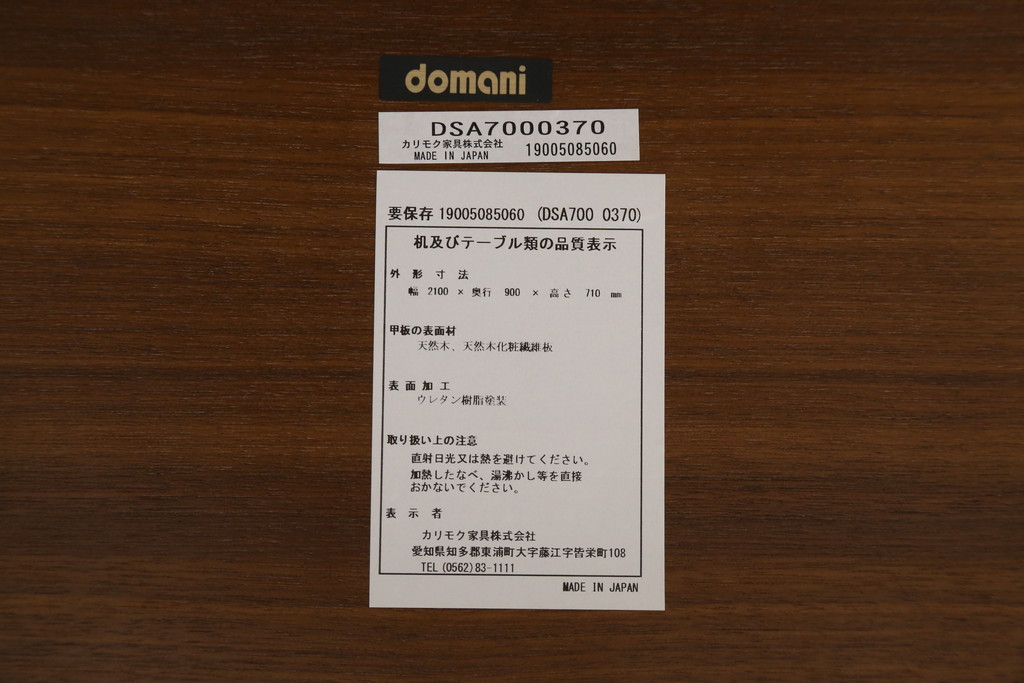 domani
DSA7000370
カリモク家具株式会社
MADE IN JAPAN 19005085060
要保存 19005085060 (DSA700 0370)
机及びテーブル類の品質表示
外形寸法
幅 2100 × 奥行 900 × 高さ 710 mm
甲板の表面材
天然木、天然木化粧繊維板
表面加工
ウレタン樹脂塗装
取り扱い上の注意
直射日光又は熱を避けてください。
加熱したなべ、湯沸かし等を直接
おかないでください。
表示者
カリモク家具株式会社
愛知県知多郡東浦町大字藤江字皆栄町108
TEL (0562)83-1111
MADE IN JAPAN